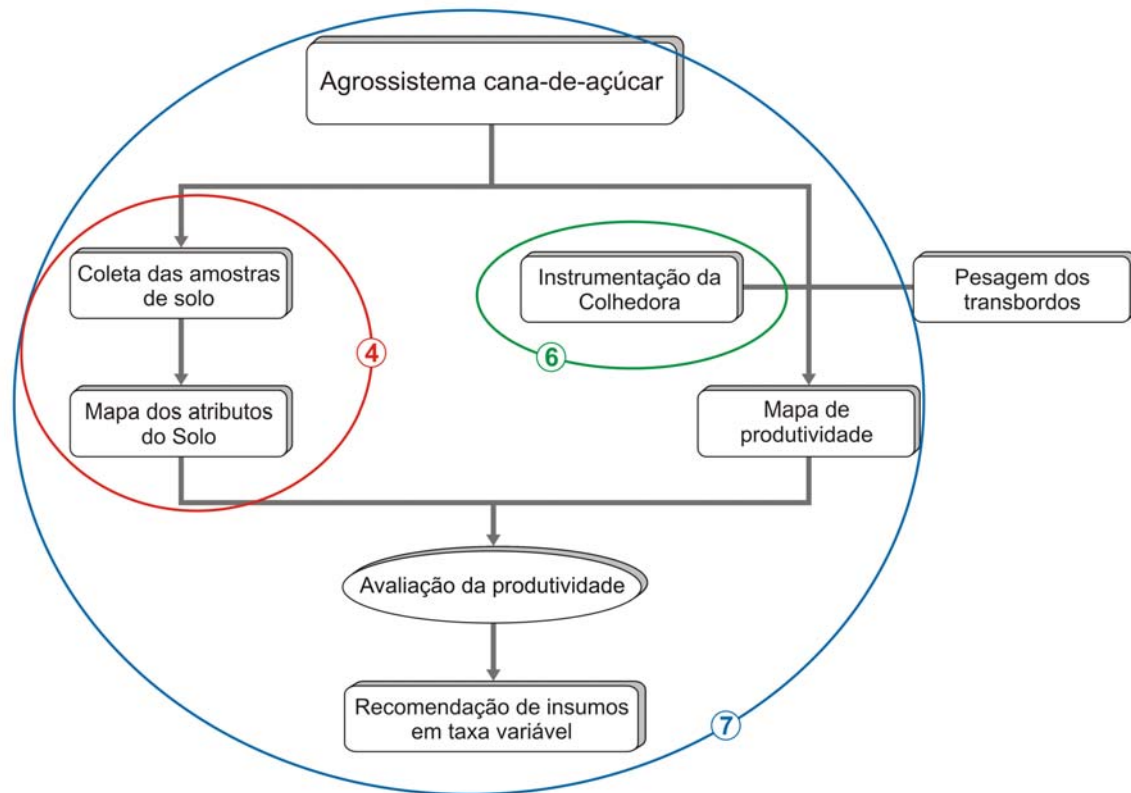 Agrossistema cana-de-açúcar
Coleta das amostras
de solo
Instrumentação da
Colhedora
Pesagem dos
transbordos
4
6
Mapa dos atributos
do Solo
Mapa de
produtividade
Avaliação da produtividade
Recomendação de insumos
em taxa variável
7